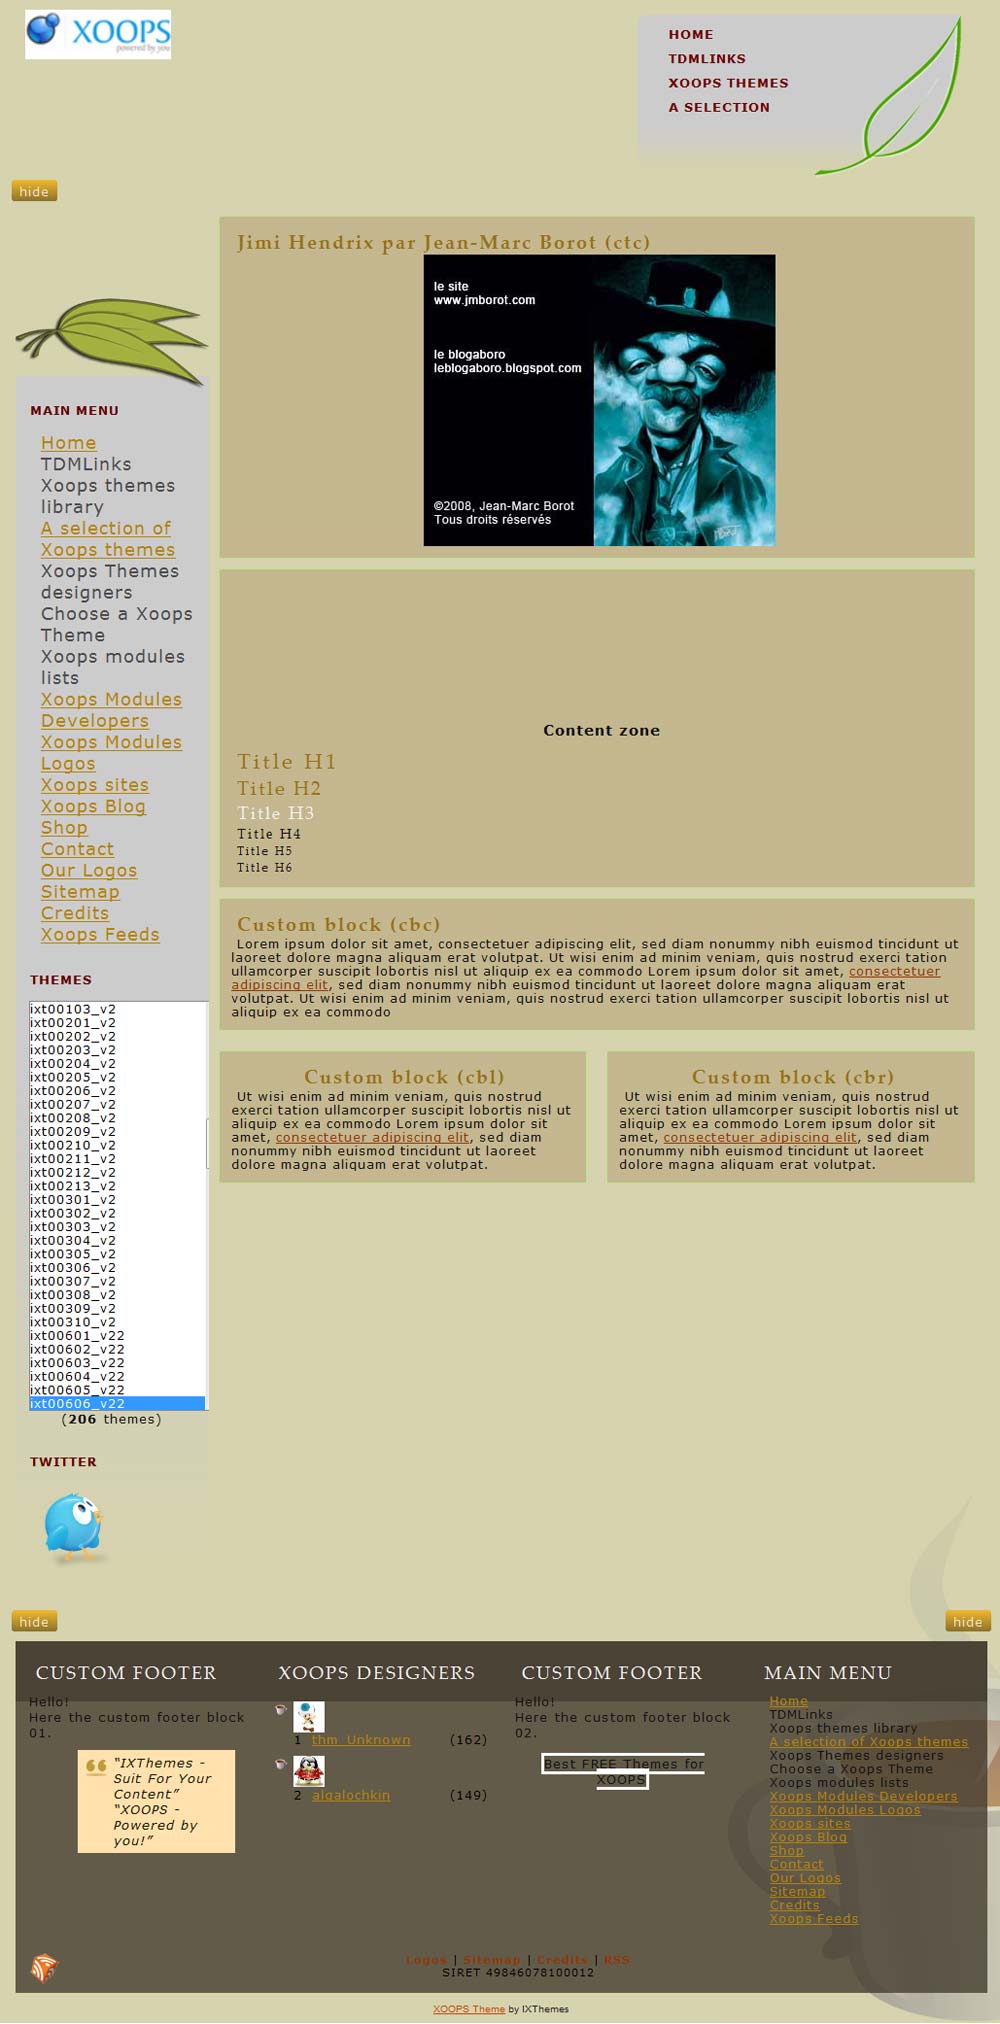 XOOPS
powered by you
HOME
TDMLINKS
XOOPS THEMES
A SELECTION
hide
Jimi Hendrix par Jean-Marc Borot (ctc)
le site
www.jmborot.com
le blogaboro
leblogaboro.blogspot.com
©2008, Jean-Marc Borot
Tous droits réservés
MAIN MENU
Home
TDMLinks
Xoops themes
library
A selection of
Xoops themes
Xoops Themes
designers
Choose a Xoops
Theme
Xoops modules
lists
Xoops Modules
Developers
Xoops Modules
Logos
Xoops sites
Xoops Blog
Shop
Contact
Our Logos
Sitemap
Credits
Xoops Feeds
THEMES
ixt00103_v2
ixt00201_v2
ixt00202_v2
ixt00203_v2
ixt00204_v2
ixt00205_v2
ixt00206_v2
ixt00207_v2
ixt00208_v2
ixt00209_v2
ixt00210_v2
ixt00211_v2
ixt00212_v2
ixt00213_v2
ixt00301_v2
ixt00302_v2
ixt00303_v2
ixt00304_v2
ixt00305_v2
ixt00306_v2
ixt00307_v2
ixt00308_v2
ixt00309_v2
ixt00310_v2
ixt00601_v22
ixt00602_v22
ixt00603_v22
ixt00604_v22
ixt00605_v22
ixt00606_v22
(206 themes)
TWITTER
Content zone
Title H1
Title H2
Title H3
Title H4
Title H5
Title H6
Custom block (cbc)
Lorem ipsum dolor sit amet, consectetuer adipiscing elit, sed diam nonummy nibh euismod tincidunt ut
laoreet dolore magna aliquam erat volutpat. Ut wisi enim ad minim veniam, quis nostrud exerci tation
ullamcorper suscipit lobortis nisl ut aliquip ex ea commodo Lorem ipsum dolor sit amet, consectetuer
adipiscing elit, sed diam nonummy nibh euismod tincidunt ut laoreet dolore magna aliquam erat
volutpat. Ut wisi enim ad minim veniam, quis nostrud exerci tation ullamcorper suscipit lobortis nisl ut
aliquip ex ea commodo
Custom block (cbl)
Ut wisi enim ad minim veniam, quis nostrud
exerci tation ullamcorper suscipit lobortis nisl ut
aliquip ex ea commodo Lorem ipsum dolor sit
amet, consectetuer adipiscing elit, sed diam
nonummy nibh euismod tincidunt ut laoreet
dolore magna aliquam erat volutpat.
Custom block (cbr)
Ut wisi enim ad minim veniam, quis nostrud
exerci tation ullamcorper suscipit lobortis nisl ut
aliquip ex ea commodo Lorem ipsum dolor sit
amet, consectetuer adipiscing elit, sed diam
nonummy nibh euismod tincidunt ut laoreet
dolore magna aliquam erat volutpat.
hide
hide
CUSTOM FOOTER
Hello!
Here the custom footer block
01.
“IXThemes -
Suit For Your
Content”
“XOOPS -
Powered by
you!”
XOOPS DESIGNERS
1 thm_Unknown (162)
2 algalochkin (149)
CUSTOM FOOTER
Hello!
Here the custom footer block
02.
Best FREE Themes for
XOOPS
MAIN MENU
Home
TDMLinks
Xoops themes library
A selection of Xoops themes
Xoops Themes designers
Choose a Xoops Theme
Xoops modules lists
Xoops Modules Developers
Xoops Modules Logos
Xoops sites
Xoops Blog
Shop
Contact
Our Logos
Sitemap
Credits
Xoops Feeds
Logos | Sitemap | Credits | RSS
SIRET 49846078100012
XOOPS Theme by IXThemes